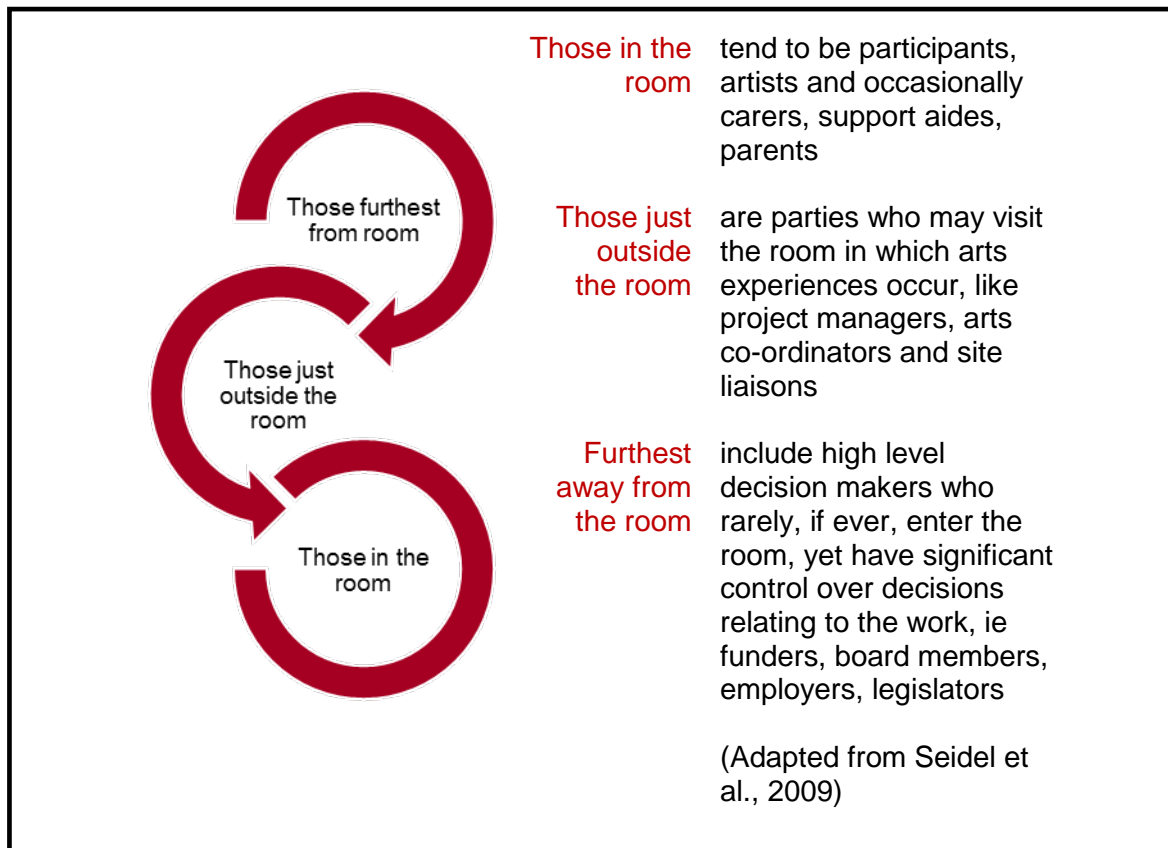 Those furthest
from room
Those just
outside the
room
Those in the
room
Those in the
room
tend to be participants,
artists and occasionally
carers, support aides,
parents
Those just
outside
the room
are parties who may visit
the room in which arts
experiences occur, like
project managers, arts
co-ordinators and site
liaisons
Furthest
away from
the room
include high level
decision makers who
rarely, if ever, enter the
room, yet have significant
control over decisions
relating to the work, ie
funders, board members,
employers, legislators
(Adapted from Seidel et
al., 2009)